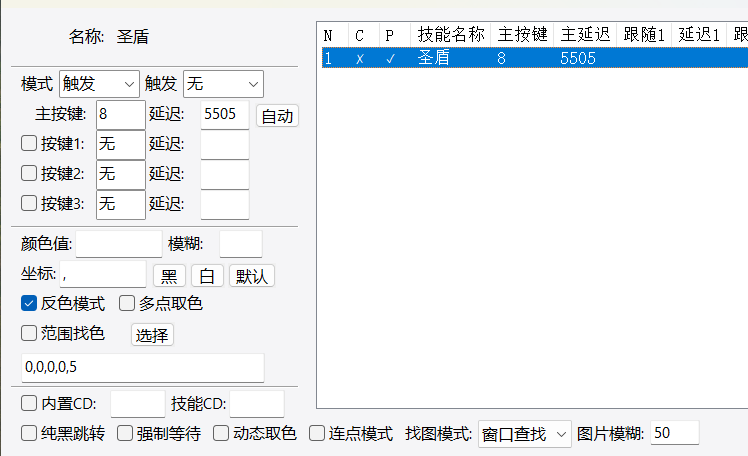 名称: 圣盾
模式 触发 触发 无
主按键: 8 延迟: 5505 自动
按键1: 无 延迟:
按键2: 无 延迟:
按键3: 无 延迟:
颜色值: 模糊:
坐标: , 黑 白 默认
反色模式 多点取色
范围找色 选择
0,0,0,0,5
内置CD: 技能CD:
纯黑跳转 强制等待 动态取色 连点模式 找图模式: 窗口查找 图片模糊: 50
N C P 技能名称 主按键 主延迟 跟随1 延迟1 跟
1 ✗ ✓ 圣盾 8 5505